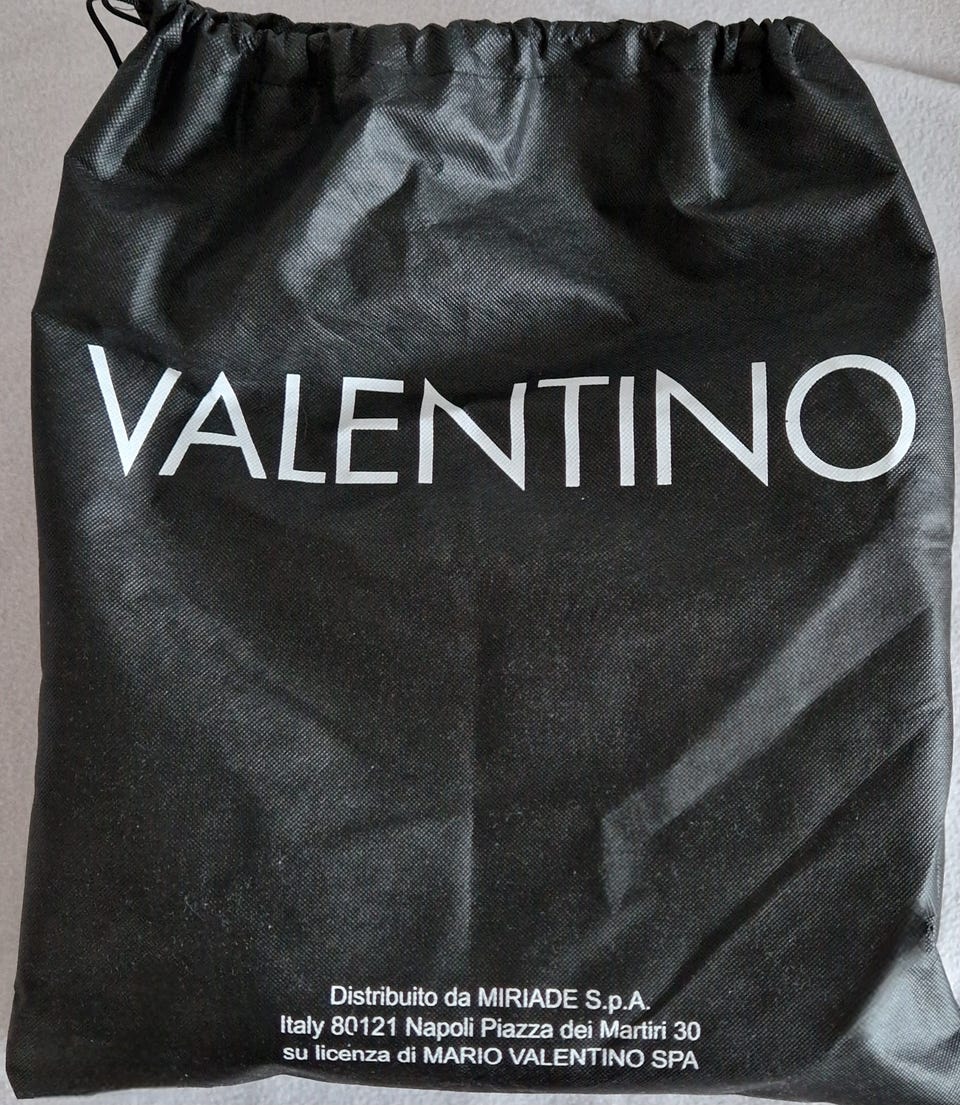 VALENTINO
Distribuito da MIRIADE S.p.A.
Italy 80121 Napoli Piazza dei Martiri 30
su licenza di MARIO VALENTINO SPA